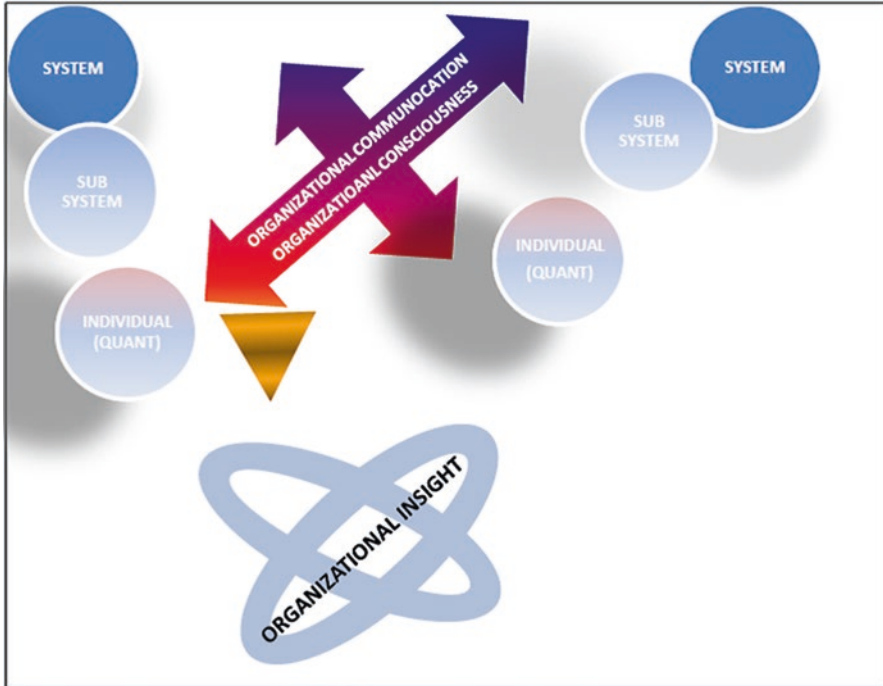 SYSTEM
SUB
SYSTEM
INDIVIDUAL
(QUANT)
ORGANIZATIONAL COMMUNOCATION
ORGANIZATIOANL CONSCIOUSNESS
SYSTEM
SUB
SYSTEM
INDIVIDUAL
(QUANT)
ORGANIZATIONAL INSIGHT